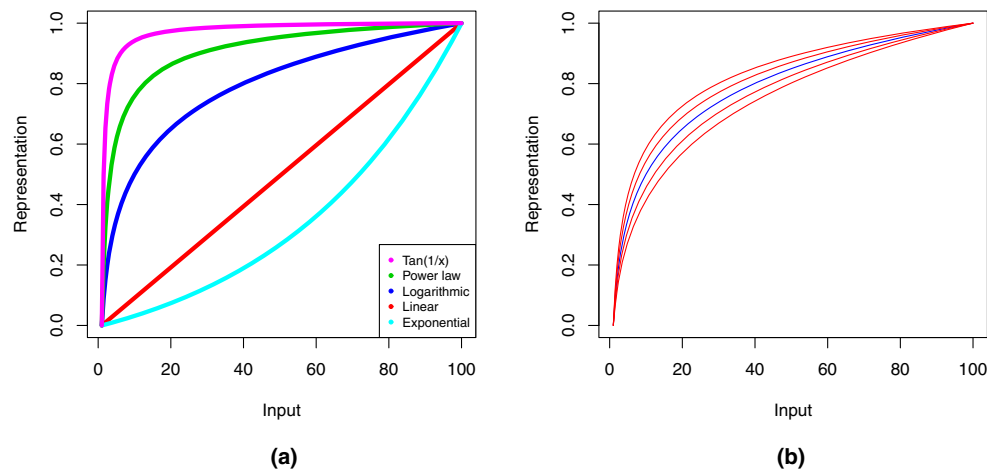 1.0
0.8
0.6
0.4
0.2
0.0
Representation
Tan(1/x)
Power law
Logarithmic
Linear
Exponential
0 20 40 60 80 100
Input
(a)
1.0
0.8
0.6
0.4
0.2
0.0
Representation
0 20 40 60 80 100
Input
(b)